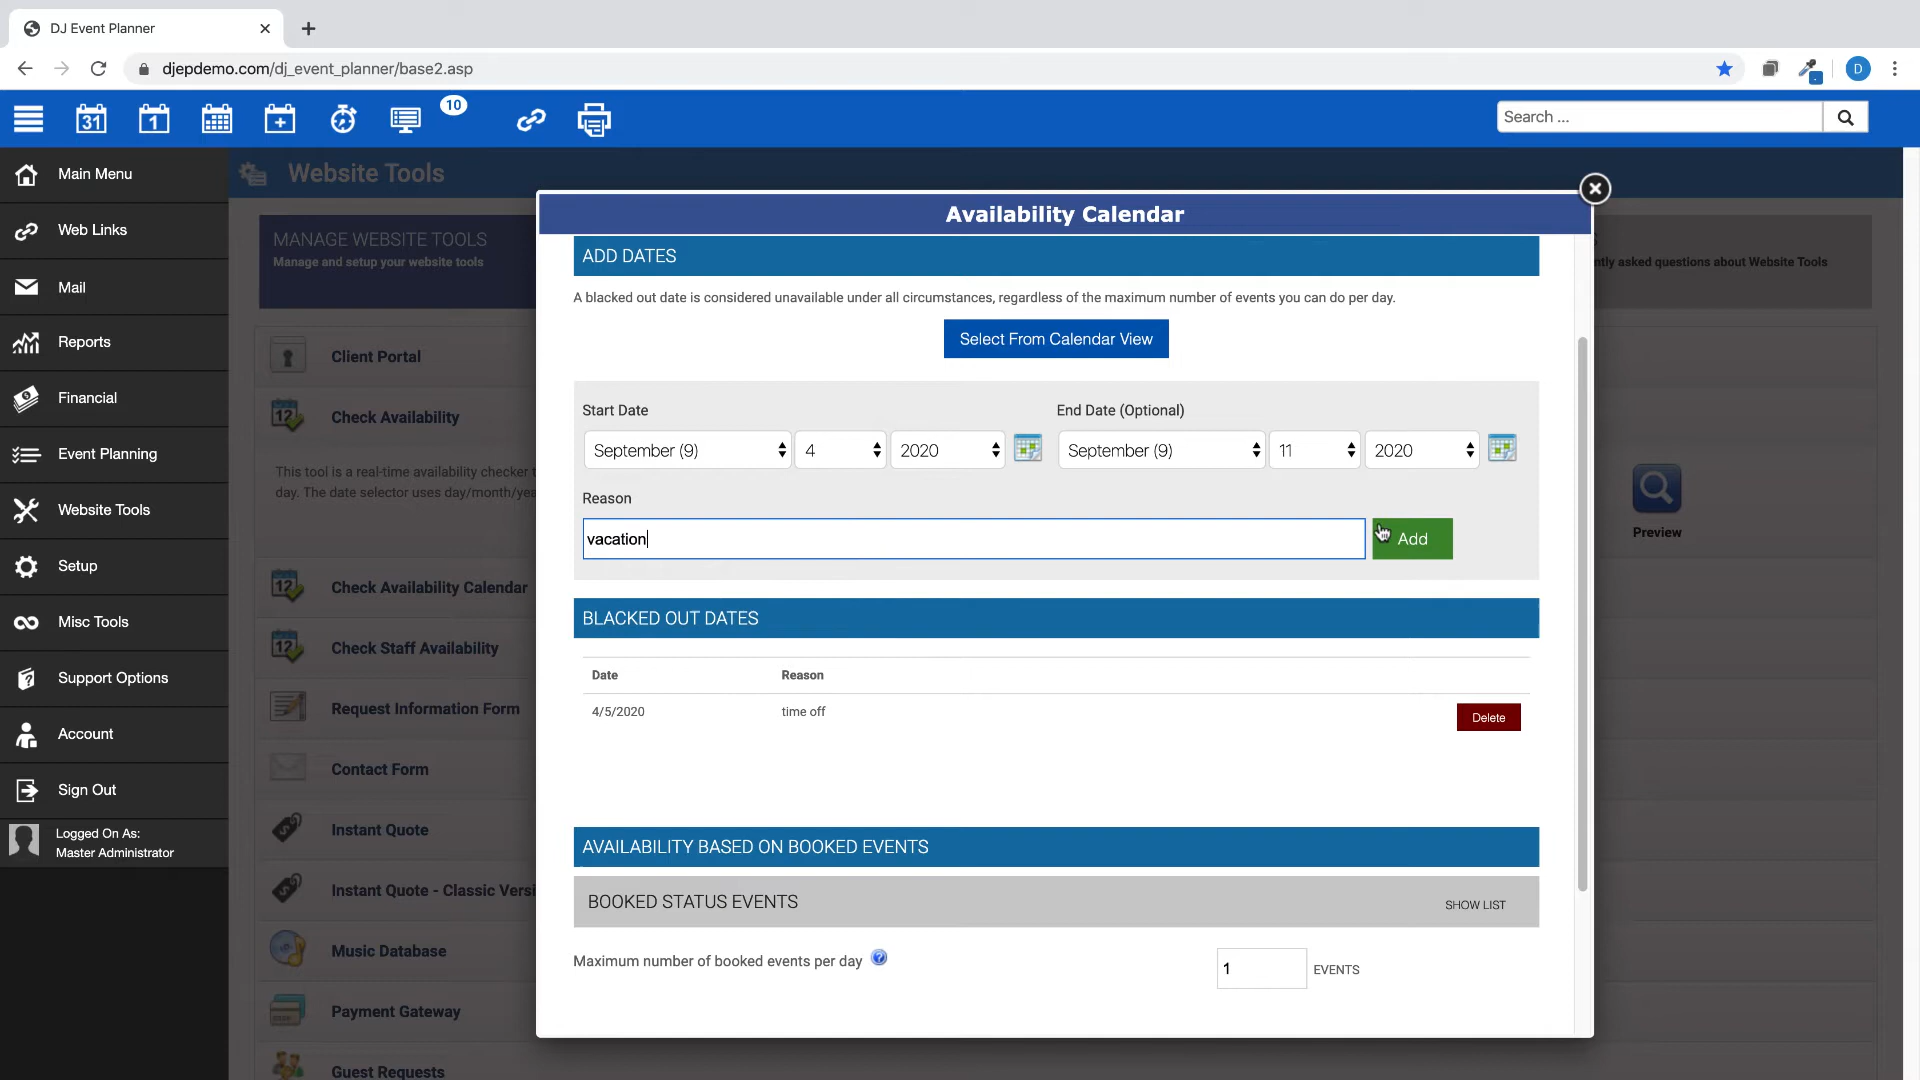 DJ Event Planner
djepdemo.com/dj_event_planner/base2.asp
D
31
1
10
Search ...
Main Menu
Web Links
Mail
Reports
Financial
Event Planning
Website Tools
Setup
Misc Tools
Support Options
Account
Sign Out
Logged On As:
Master Administrator
Website Tools
MANAGE WEBSITE TOOLS
Manage and setup your website tools
ntly asked questions about Website Tools
Client Portal
Check Availability
This tool is a real-time availability checker
day. The date selector uses day/month/yea
Preview
Check Availability Calendar
Check Staff Availability
Request Information Form
Contact Form
Instant Quote
Instant Quote - Classic Versi
Music Database
Payment Gateway
Guest Requests
Availability Calendar
ADD DATES
A blacked out date is considered unavailable under all circumstances, regardless of the maximum number of events you can do per day.
Select From Calendar View
Start Date
End Date (Optional)
September (9) 4 2020 September (9) 11 2020
Reason
vacation Add
BLACKED OUT DATES
Date Reason
4/5/2020 time off Delete
AVAILABILITY BASED ON BOOKED EVENTS
BOOKED STATUS EVENTS SHOW LIST
Maximum number of booked events per day ? 1 EVENTS